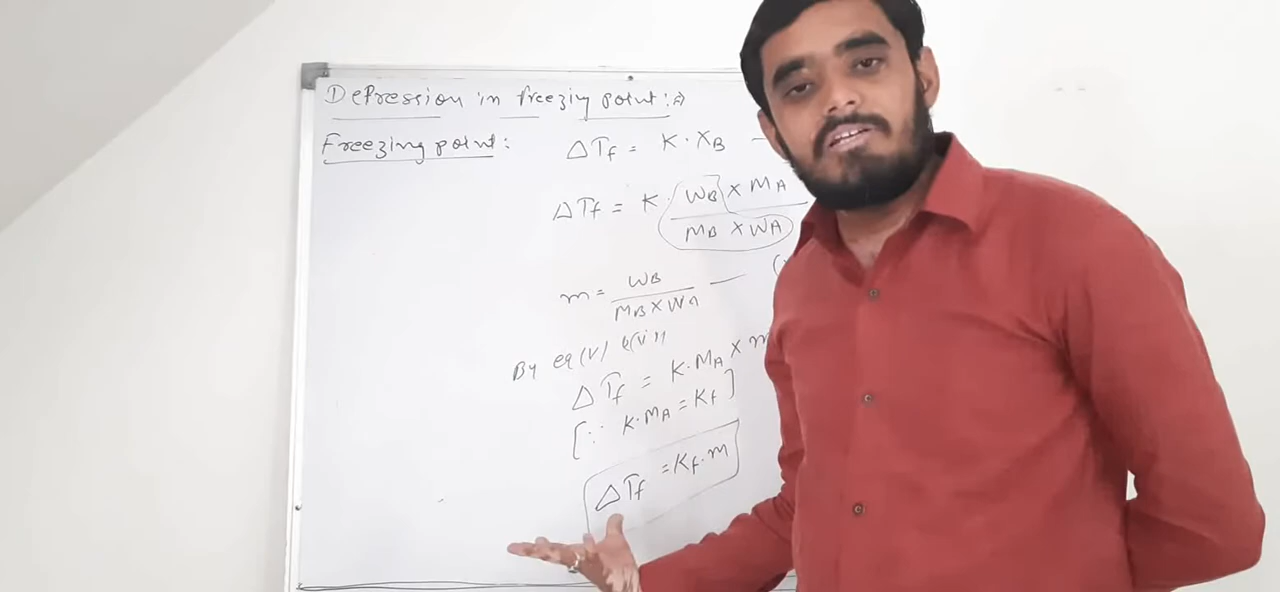 Depression in freezing point :→
Freezing point :
ΔTf = K · XB —
ΔTf = K · WB × MA / MB × WA
m = WB / MB × WA — (
By eq (v) & (vi)
ΔTf = K · MA × m
[∵ K · MA = Kf ]
ΔTf = Kf · m